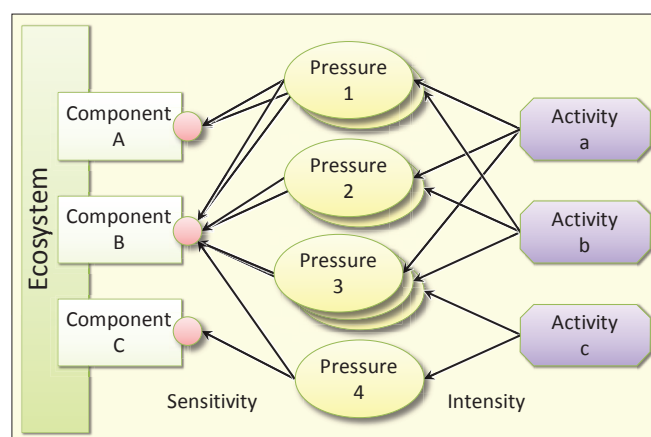 Ecosystem
Component
A
Component
B
Component
C
Pressure
1
Pressure
2
Pressure
3
Pressure
4
Activity
a
Activity
b
Activity
c
Sensitivity
Intensity